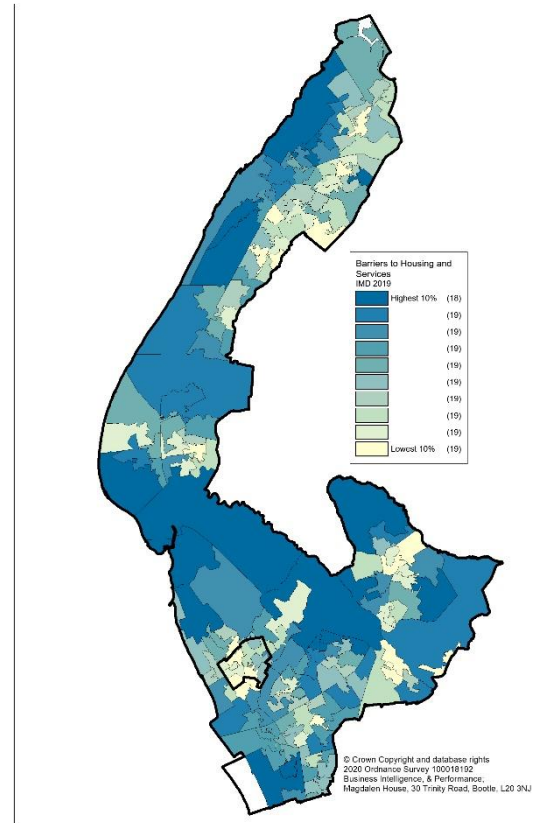 Barriers to Housing and
Services
IMD 2019
Highest 10% (18)
(19)
(19)
(19)
(19)
(19)
(19)
(19)
(19)
Lowest 10% (19)
© Crown Copyright and database rights
2020 Ordnance Survey 100018192
Business Intelligence, & Performance,
Magdalen House, 30 Trinity Road, Bootle, L20 3NJ